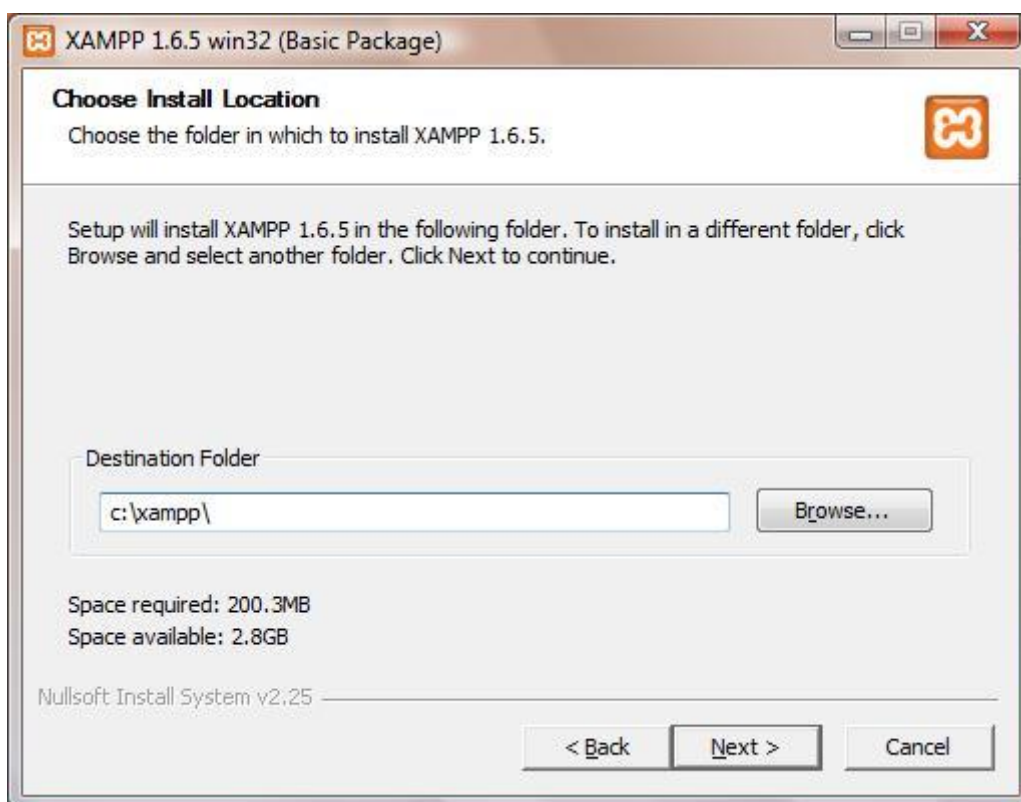 XAMPP 1.6.5 win32 (Basic Package)
Choose Install Location
Choose the folder in which to install XAMPP 1.6.5.
Setup will install XAMPP 1.6.5 in the following folder. To install in a different folder, click
Browse and select another folder. Click Next to continue.
Destination Folder
c:\xampp\
Browse...
Space required: 200.3MB
Space available: 2.8GB
Nullsoft Install System v2.25
< Back
Next >
Cancel